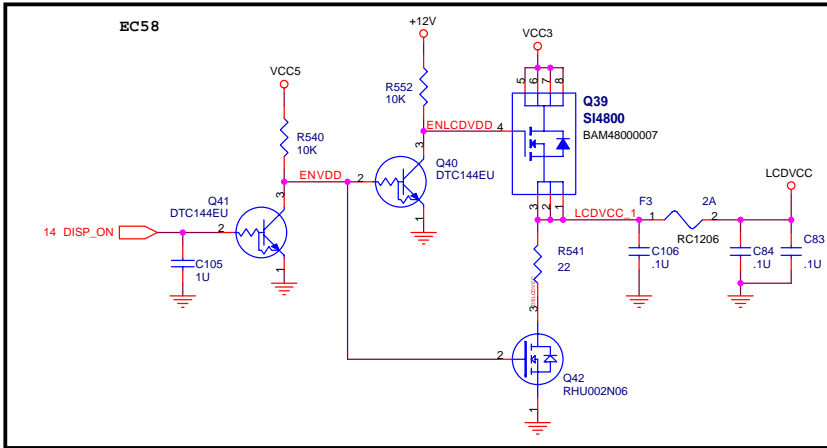 EC58
+12V
VCC3
VCC5
R552
10K
5
6
7
8
Q39
SI4800
BAM48000007
R540
10K
ENLCDVDD
4
3
Q40
DTC144EU
ENVDD
2
3
Q41
DTC144EU
1
3
2
1
LCDVCC_1
F3
2A
LCDVCC
14 DISP_ON
2
1
2
RC1206
C105
1U
1
R541
22
C106
.1U
C84
.1U
C83
.1U
3
2
Q42
RHU002N06
1